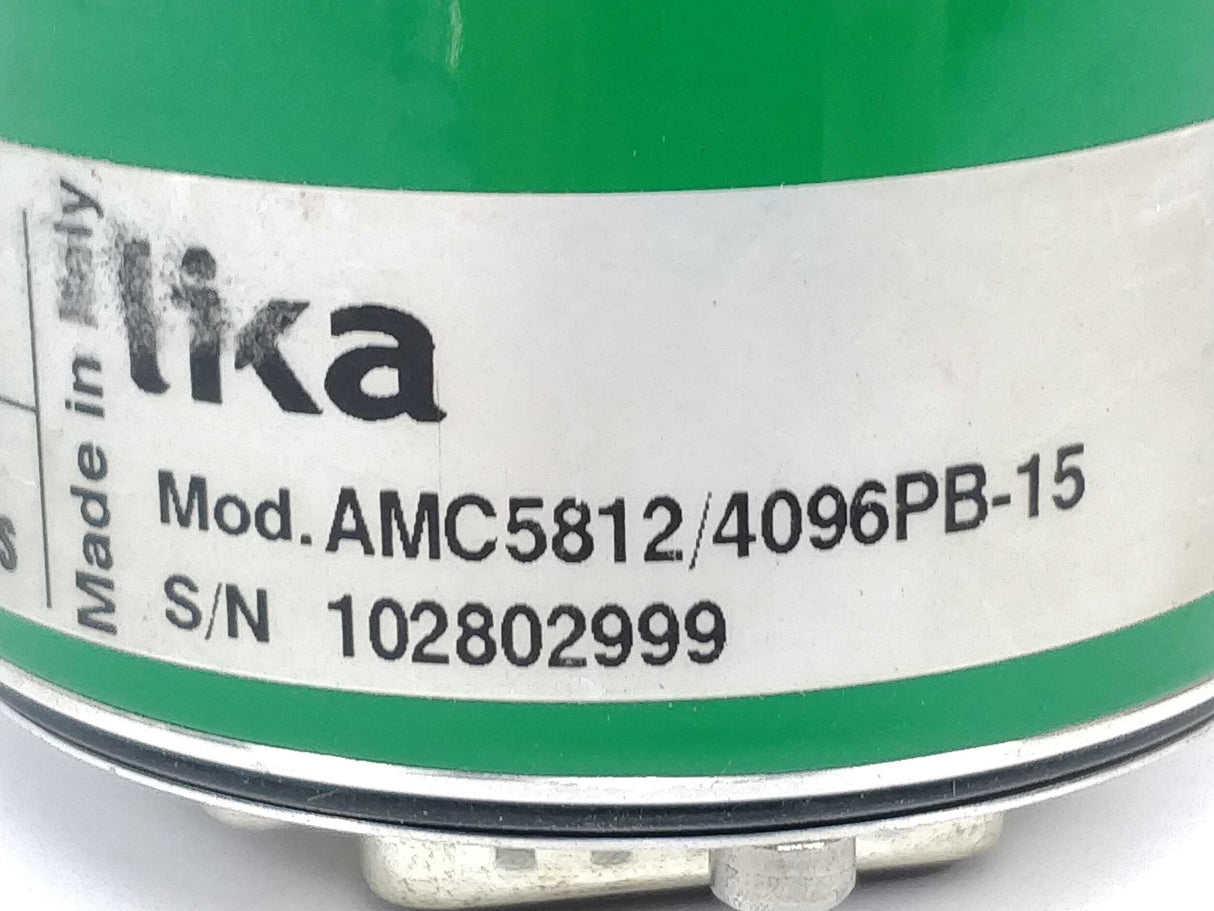 Made in Italy
lika
Mod. AMC5812/4096PB-15
S/N 102802999